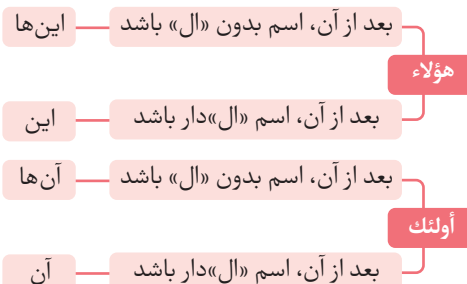 بعد از آن، اسم بدون «ال» باشد این‌ها
هؤلاء
بعد از آن، اسم «ال»دار باشد این
بعد از آن، اسم بدون «ال» باشد آن‌ها
أولئك
بعد از آن، اسم «ال»دار باشد آن